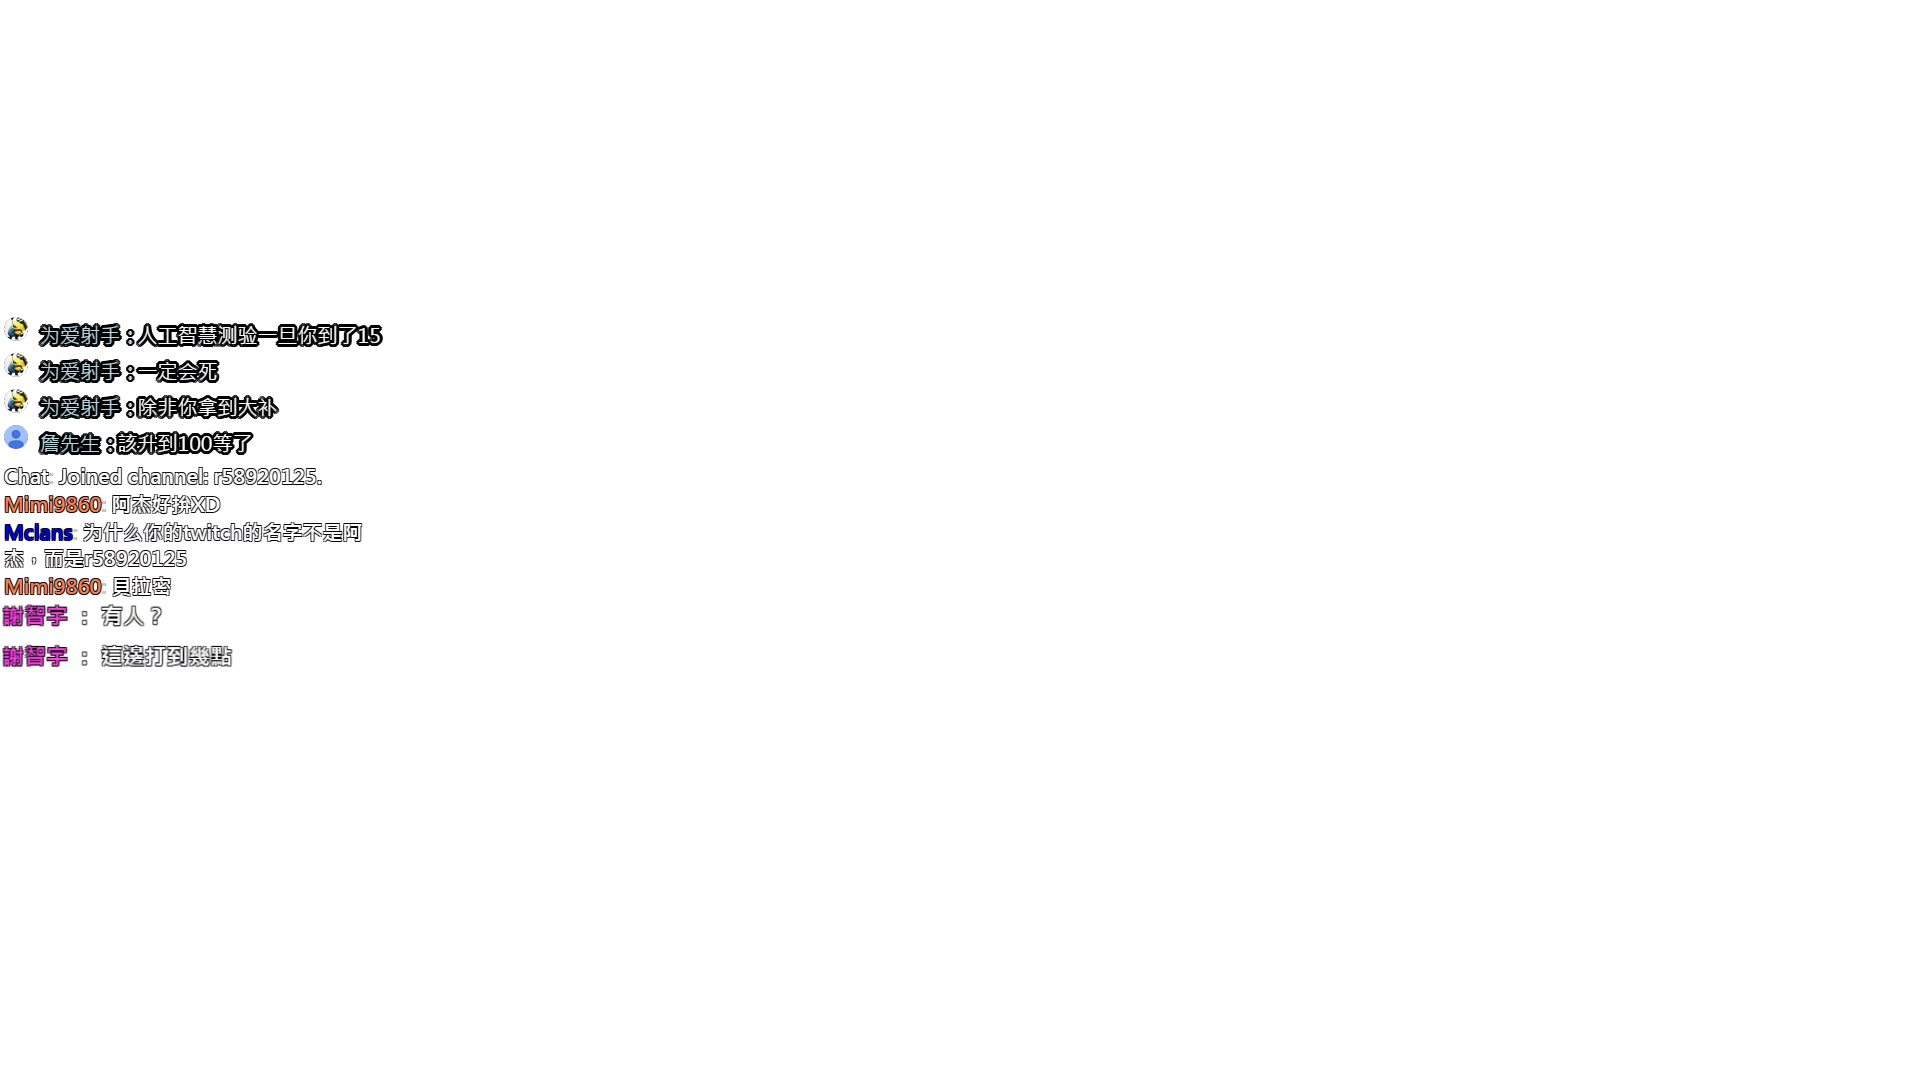 为爱射手 : 人工智慧测验一旦你到了15
为爱射手 : 一定会死
为爱射手 : 除非你拿到大补
詹先生 : 該升到100等了
Chat: Joined channel: r58920125.
Mimi9860: 阿杰好拚XD
Mclans: 为什么你的twitch的名字不是阿
杰，而是r58920125
Mimi9860: 貝拉密
謝智宇 ： 有人？
謝智宇 ： 這邊打到幾點